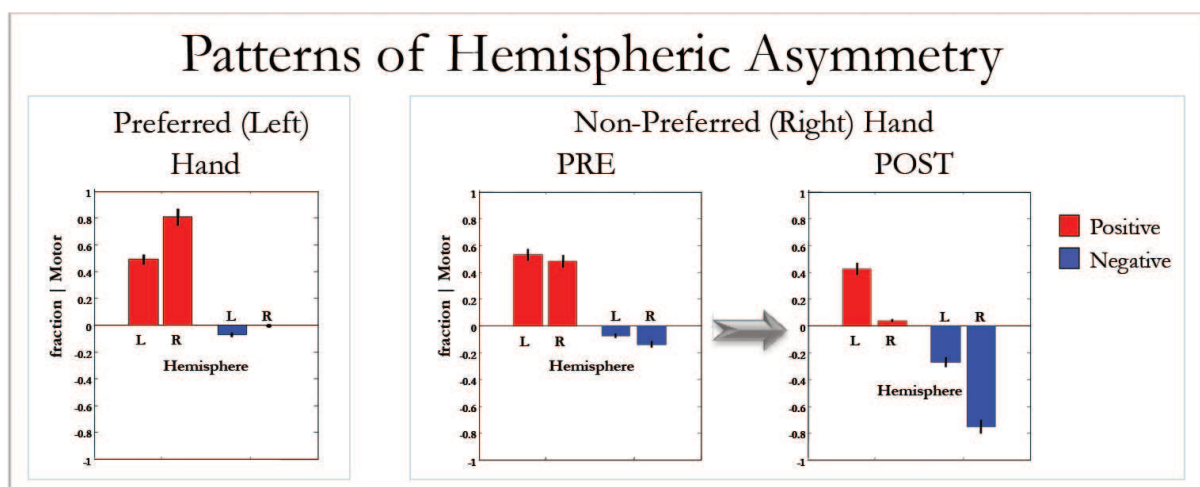 Patterns of Hemispheric Asymmetry
Preferred (Left)
Hand
fraction | Motor
1
0.8
0.6
0.4
0.2
0
-0.2
-0.4
-0.6
-0.8
-1
L R
L R
Hemisphere
Non-Preferred (Right) Hand
PRE
fraction | Motor
1
0.8
0.6
0.4
0.2
0
-0.2
-0.4
-0.6
-0.8
-1
L R
L R
Hemisphere
POST
1
0.8
0.6
0.4
0.2
0
-0.2
-0.4
-0.6
-0.8
-1
L R
L R
Hemisphere
Positive
Negative